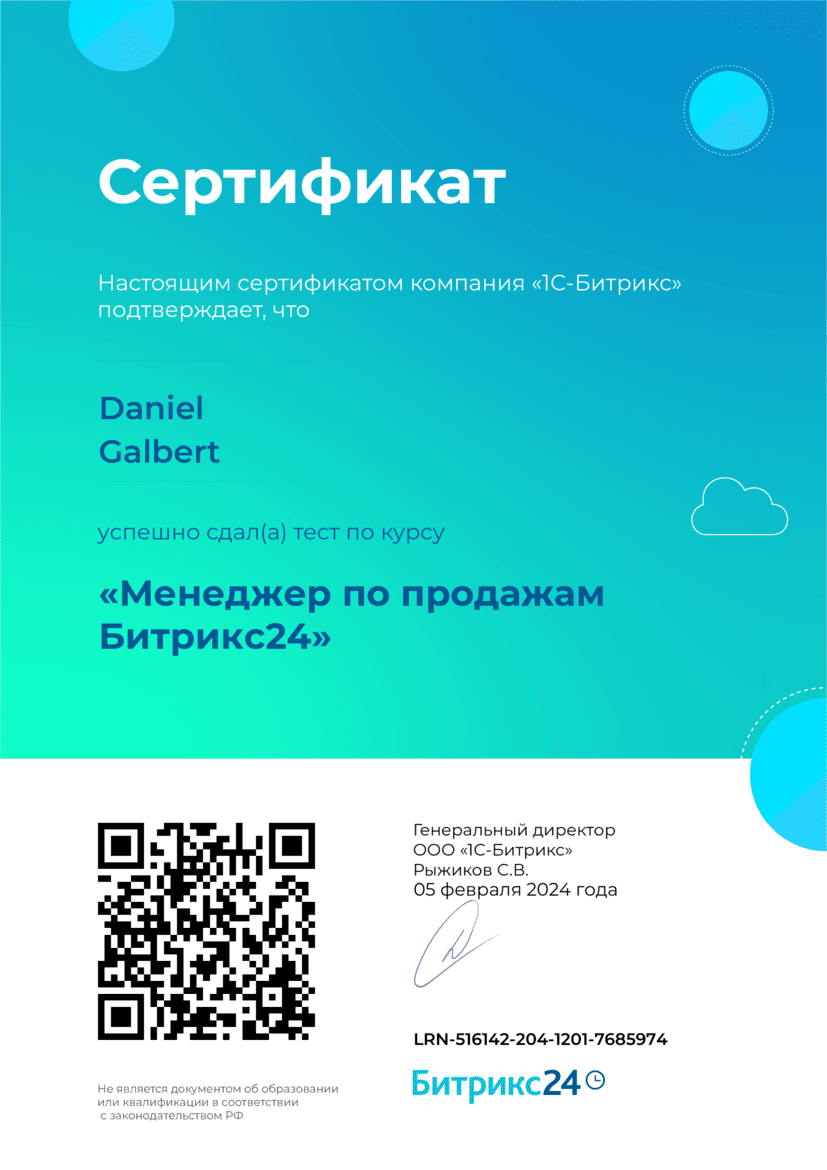 Сертификат
Настоящим сертификатом компания «1С-Битрикс»
подтверждает, что
Daniel
Galbert
успешно сдал(а) тест по курсу
«Менеджер по продажам
Битрикс24»
Генеральный директор
ООО «1С-Битрикс»
Рыжиков С.В.
05 февраля 2024 года
LRN-516142-204-1201-7685974
Битрикс24
Не является документом об образовании
или квалификации в соответствии
с законодательством РФ